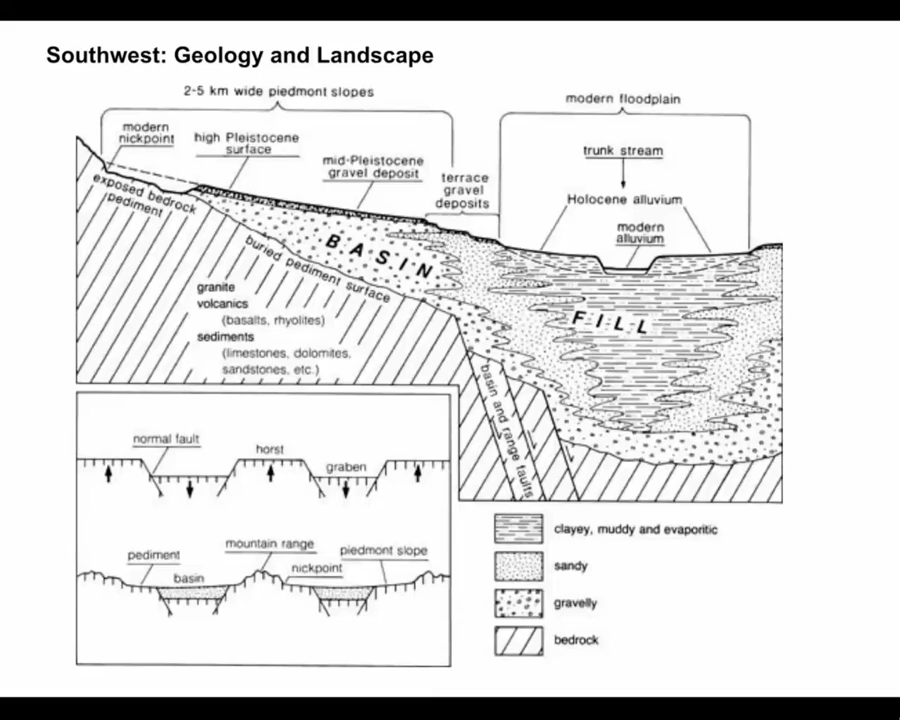 Southwest: Geology and Landscape
2-5 km wide piedmont slopes
modern floodplain
modern
nickpoint
high Pleistocene
surface
mid-Pleistocene
gravel deposit
terrace
gravel
deposits
trunk stream
Holocene alluvium
modern
alluvium
exposed bedrock
pediment
BASIN
buried pediment surface
FILL
granite
volcanics
(basalts, rhyolites)
sediments
(limestones, dolomites,
sandstones, etc.)
basin and range faults
normal fault
horst
graben
pediment
mountain range
piedmont slope
basin
nickpoint
clayey, muddy and evaporitic
sandy
gravelly
bedrock